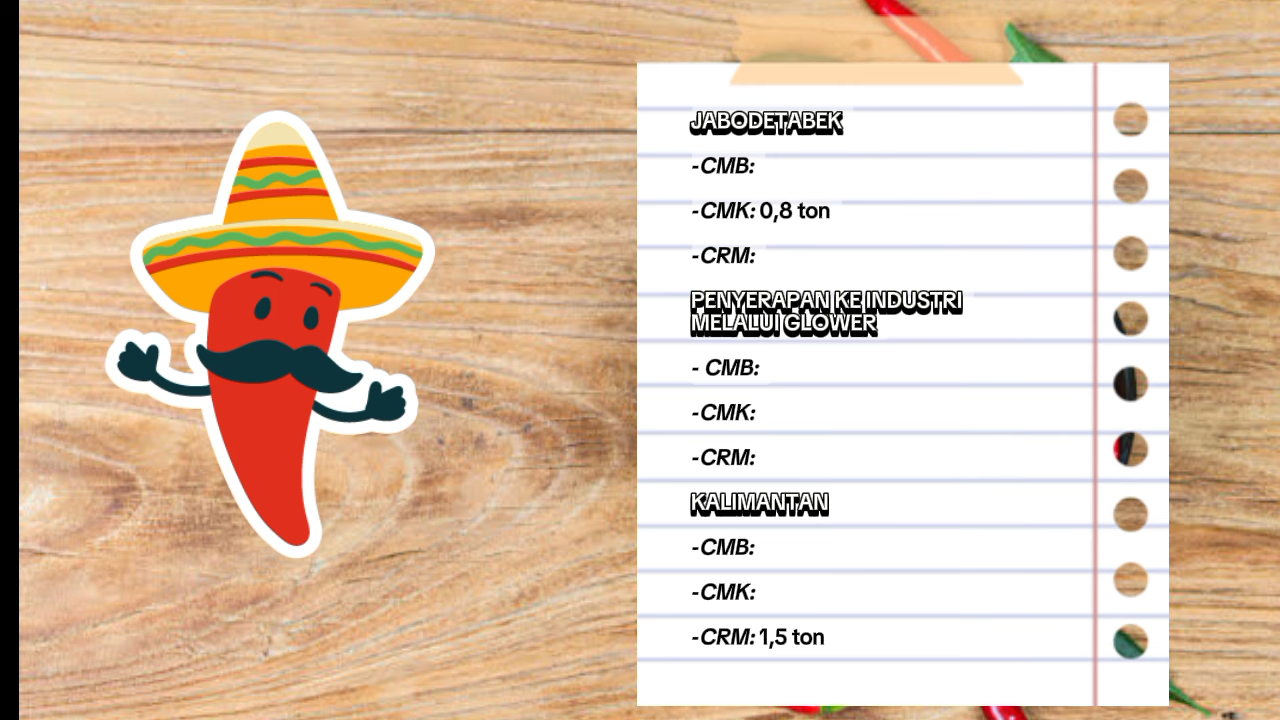 JABODETABEK
-CMB:
-CMK: 0,8 ton
-CRM:
PENYERAPAN KE INDUSTRI
MELALUI GLOWER
- CMB:
-CMK:
-CRM:
KALIMANTAN
-CMB:
-CMK:
-CRM: 1,5 ton